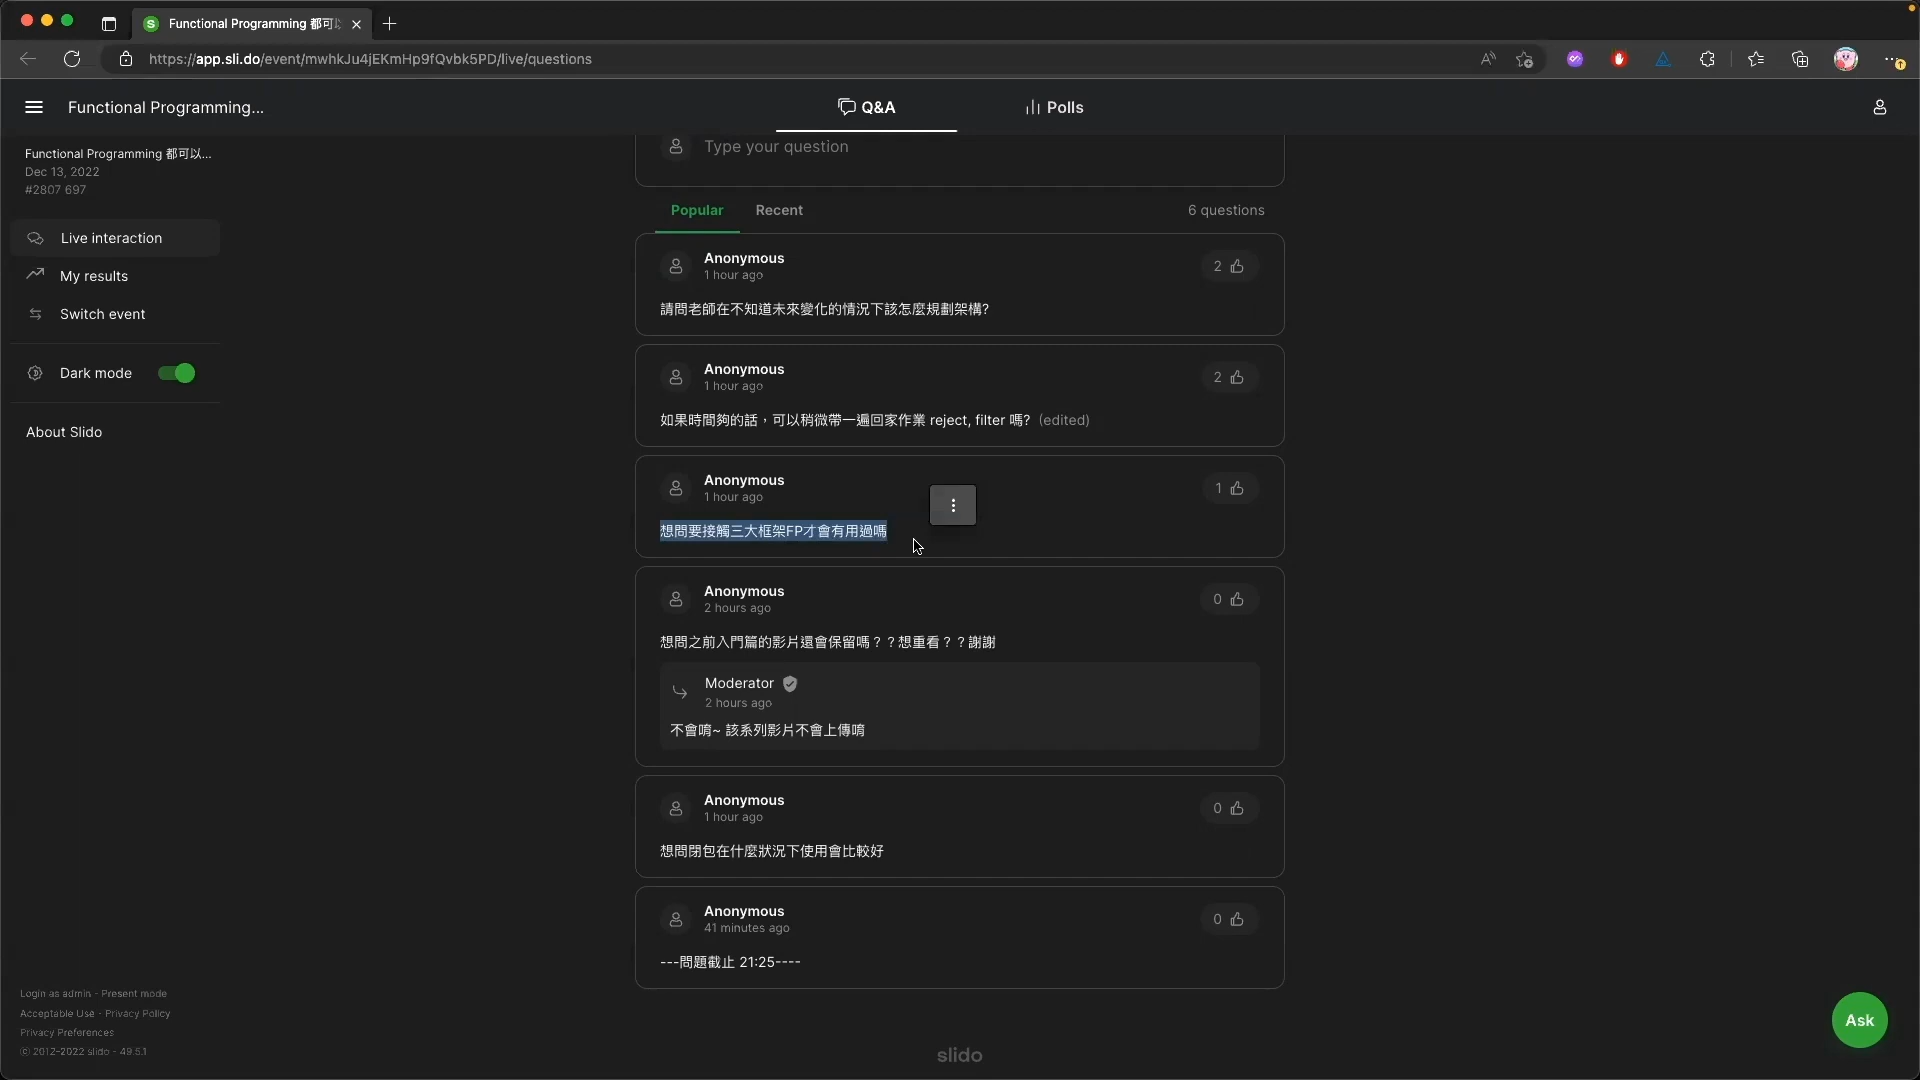 Functional Programming 都可以
https://app.sli.do/event/mwhkJu4jEKmHp9fQvbk5PD/live/questions
Functional Programming...
Q&A
Polls
Functional Programming 都可以...
Dec 13, 2022
#2807 697
Live interaction
My results
Switch event
Dark mode
About Slido
Type your question
Popular
Recent
6 questions
Anonymous
1 hour ago
2
請問老師在不知道未來變化的情況下該怎麼規劃架構?
Anonymous
1 hour ago
2
如果時間夠的話，可以稍微帶一遍回家作業 reject, filter 嗎? (edited)
Anonymous
1 hour ago
1
想問要接觸三大框架FP才會有用過嗎
Anonymous
2 hours ago
0
想問之前入門篇的影片還會保留嗎？？想重看？？謝謝
Moderator
2 hours ago
不會唷~ 該系列影片不會上傳唷
Anonymous
1 hour ago
0
想問閉包在什麼狀況下使用會比較好
Anonymous
41 minutes ago
0
---問題截止 21:25----
Login as admin - Present mode
Acceptable Use - Privacy Policy
Privacy Preferences
© 2012-2022 slido - 49.5.1
slido
Ask